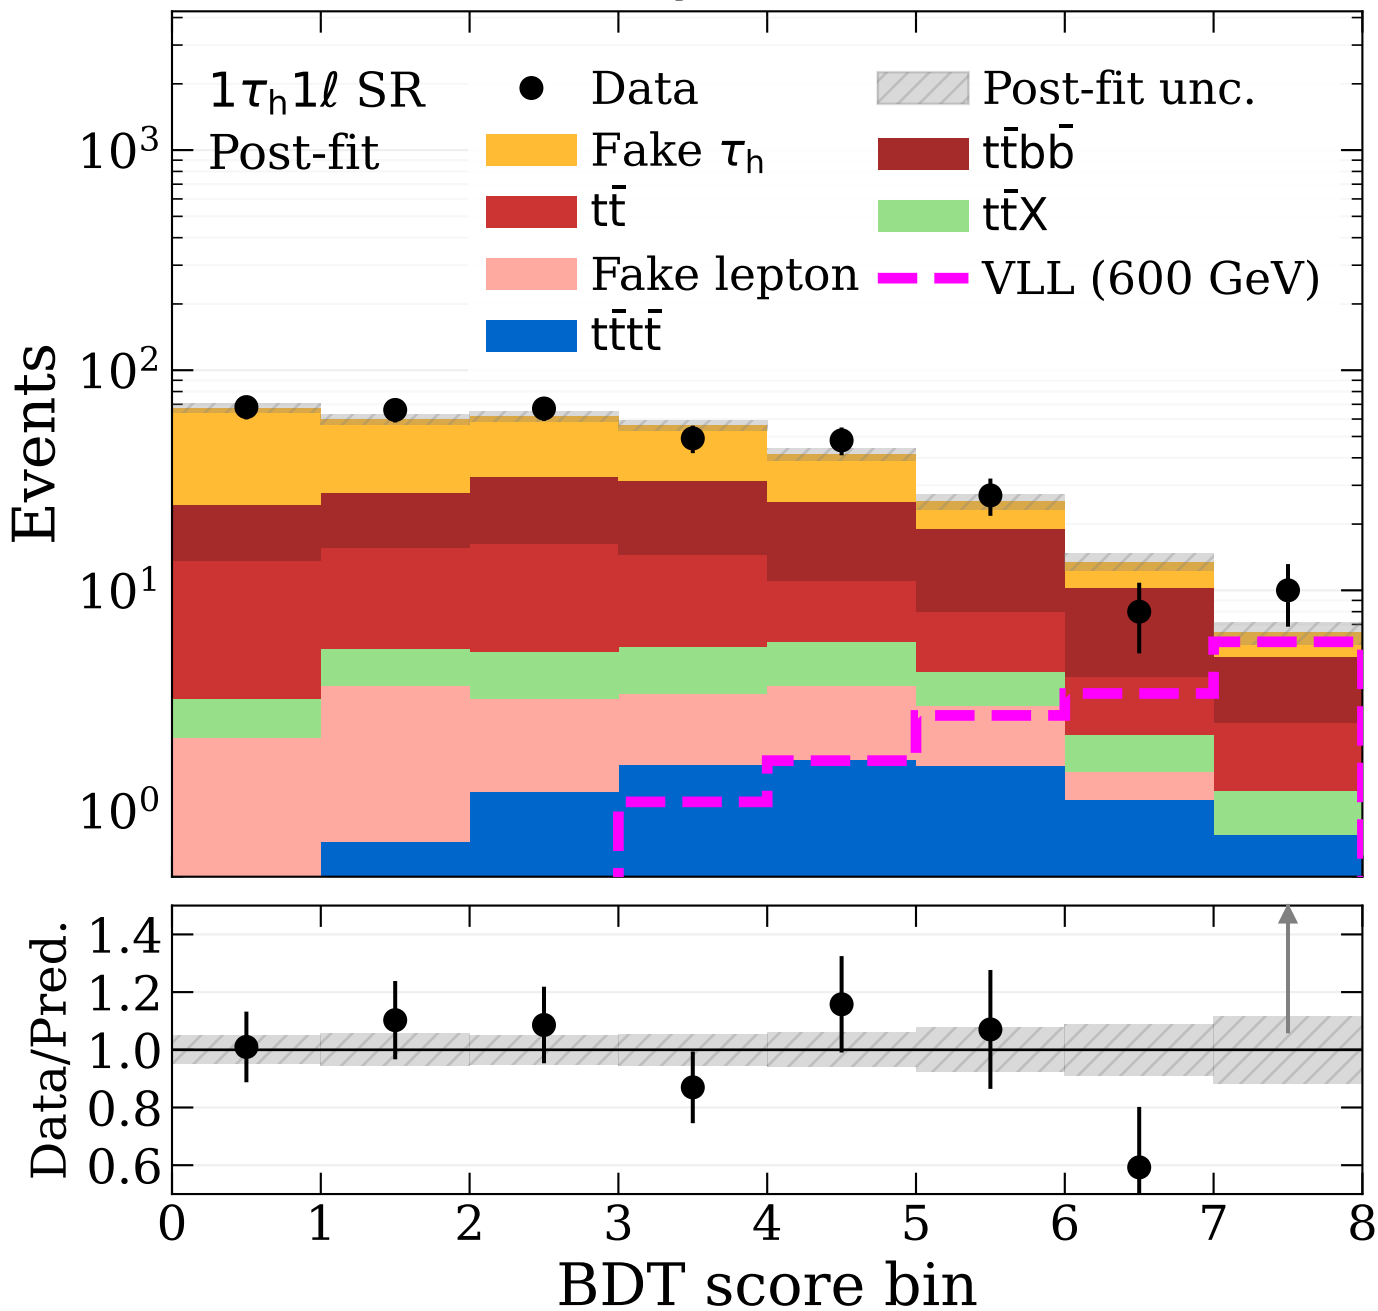 1τₕ1ℓ SR
Post-fit
Data
Fake τₕ
tt̄
Fake lepton
tt̄tt̄
Post-fit unc.
tt̄bb̄
tt̄X
VLL (600 GeV)
Events
10³
10²
10¹
10⁰
Data/Pred.
1.4
1.2
1.0
0.8
0.6
0 1 2 3 4 5 6 7 8
BDT score bin